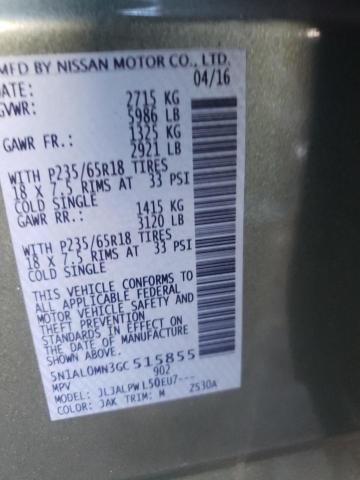 MFD BY NISSAN MOTOR CO., LTD.
DATE: 04/16
GVWR: 2715 KG
5986 LB
GAWR FR.: 1325 KG
2921 LB
WITH P235/65R18 TIRES
18 X 7.5 RIMS AT 33 PSI
COLD SINGLE
GAWR RR.: 1415 KG
3120 LB
WITH P235/65R18 TIRES
18 X 7.5 RIMS AT 33 PSI
COLD SINGLE
THIS VEHICLE CONFORMS TO
ALL APPLICABLE FEDERAL
MOTOR VEHICLE SAFETY AND
THEFT PREVENTION
STANDARDS IN EFFECT ON
THE DATE OF MANUFACTURE
SHOWN ABOVE.
5N1AL0MN3GC515855
MPV 902
MODEL: JLJALPWL50EU7---
COLOR: JAK TRIM: M Z530A